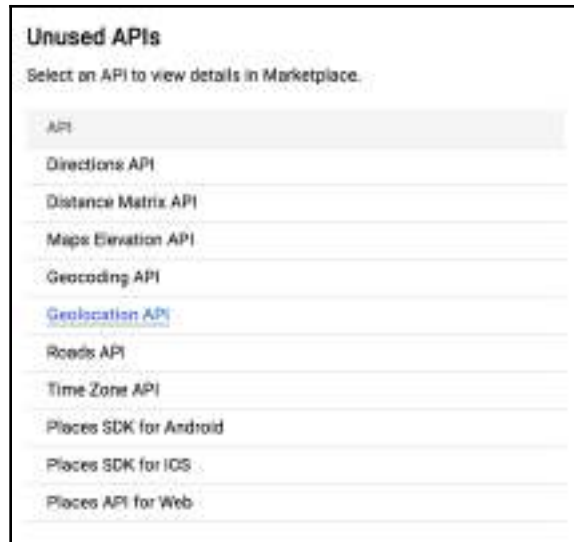 Unused APIs
Select an API to view details in Marketplace.
API
Directions API
Distance Matrix API
Maps Elevation API
Geocoding API
Geolocation API
Roads API
Time Zone API
Places SDK for Android
Places SDK for iOS
Places API for Web